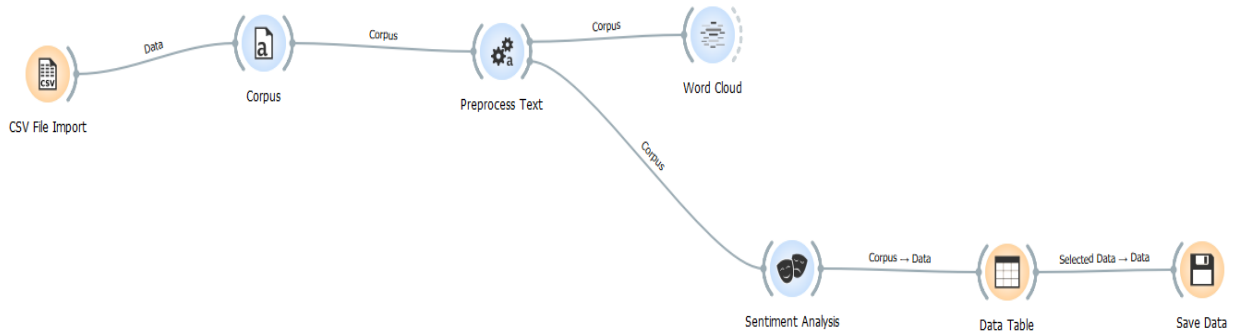 CSV File Import
Data
a
Corpus
Corpus
a
Preprocess Text
Corpus
Word Cloud
Corpus
Sentiment Analysis
Corpus → Data
Data Table
Selected Data → Data
Save Data
CSV